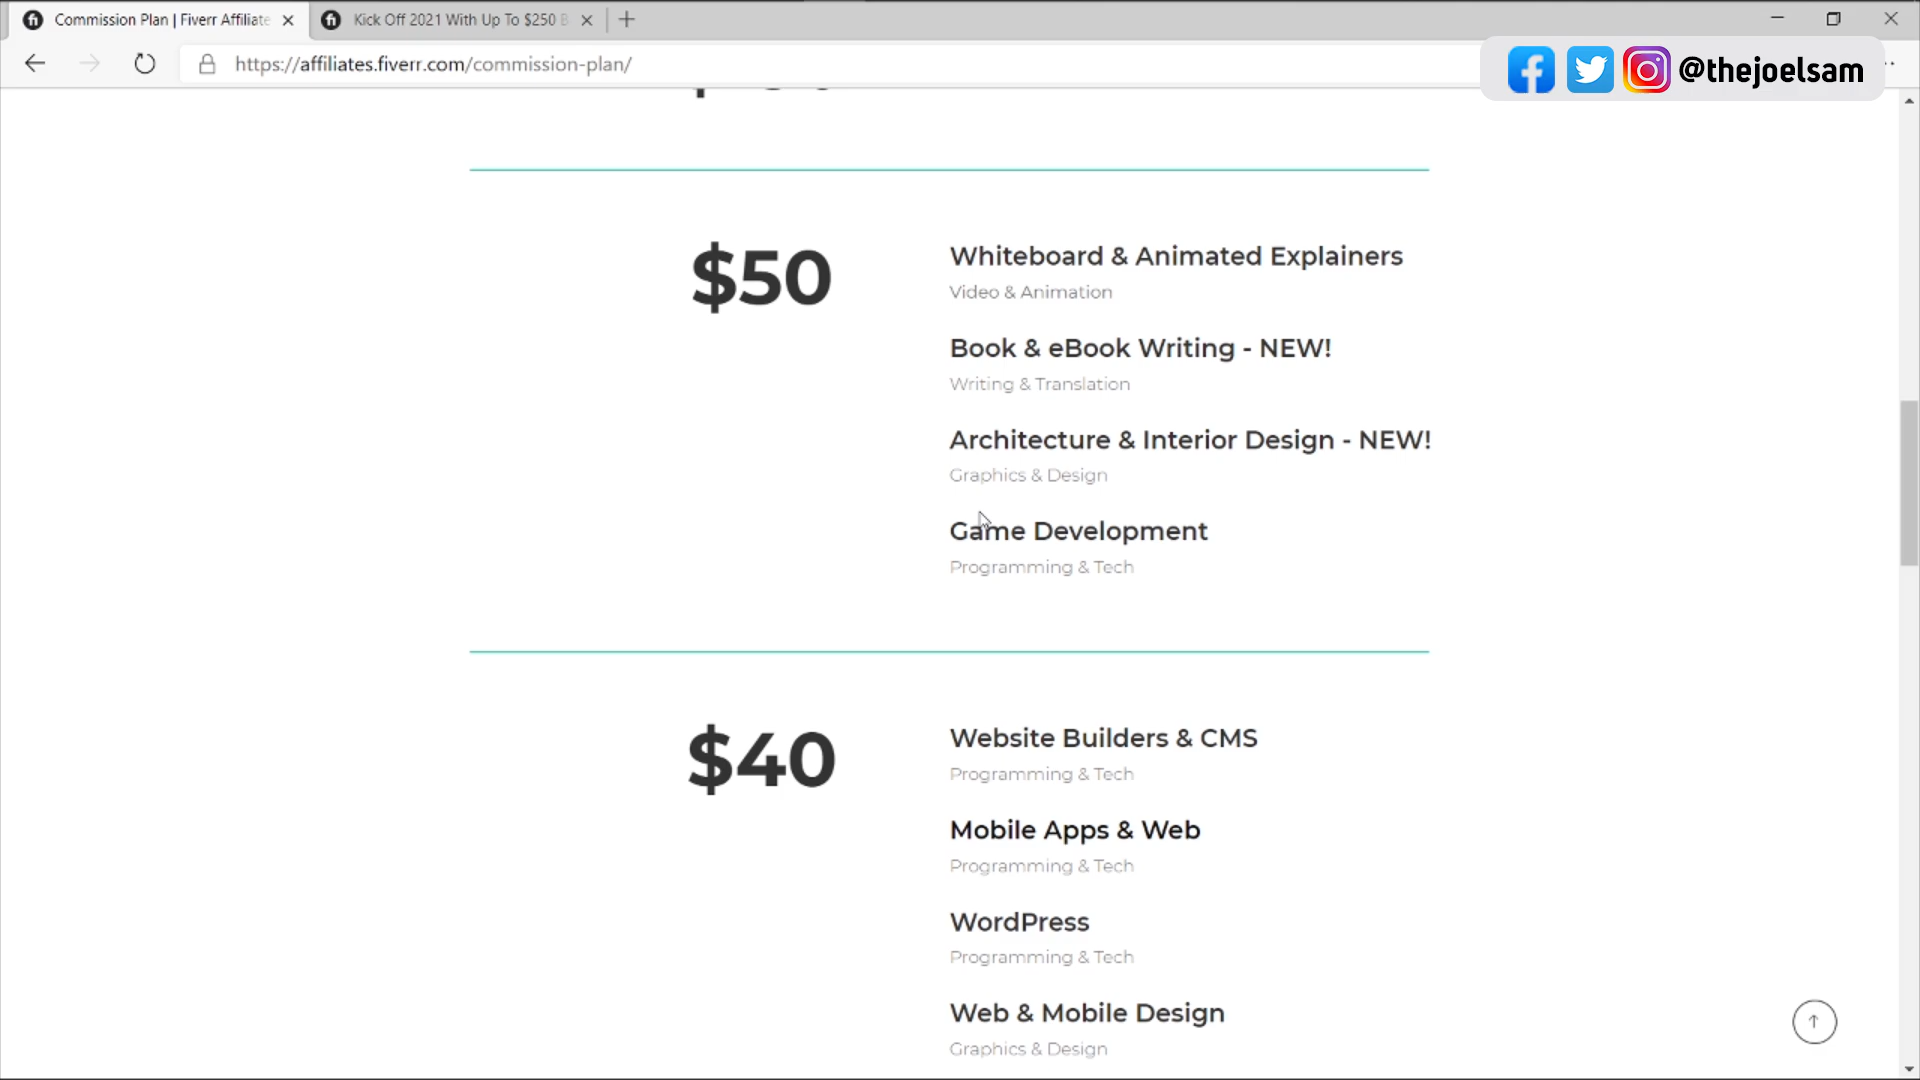 Commission Plan | Fiverr Affiliate
Kick Off 2021 With Up To $250 B
https://affiliates.fiverr.com/commission-plan/
@thejoelsam
$50
Whiteboard & Animated Explainers
Video & Animation
Book & eBook Writing - NEW!
Writing & Translation
Architecture & Interior Design - NEW!
Graphics & Design
Game Development
Programming & Tech
$40
Website Builders & CMS
Programming & Tech
Mobile Apps & Web
Programming & Tech
WordPress
Programming & Tech
Web & Mobile Design
Graphics & Design